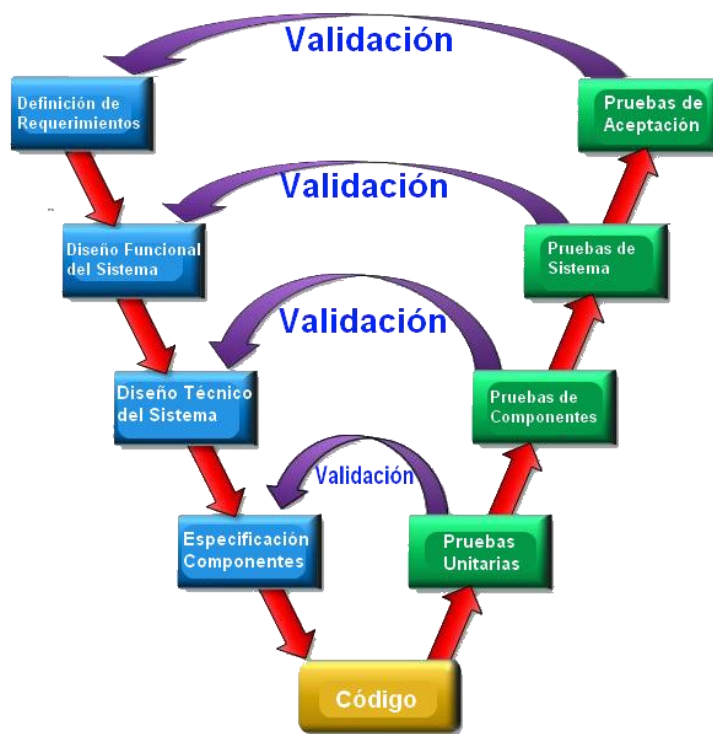 Validación
Definición de
Requerimientos
Pruebas de
Aceptación
Validación
Diseño Funcional
del Sistema
Pruebas de
Sistema
Validación
Diseño Técnico
del Sistema
Pruebas de
Componentes
Validación
Especificación
Componentes
Pruebas
Unitarias
Código